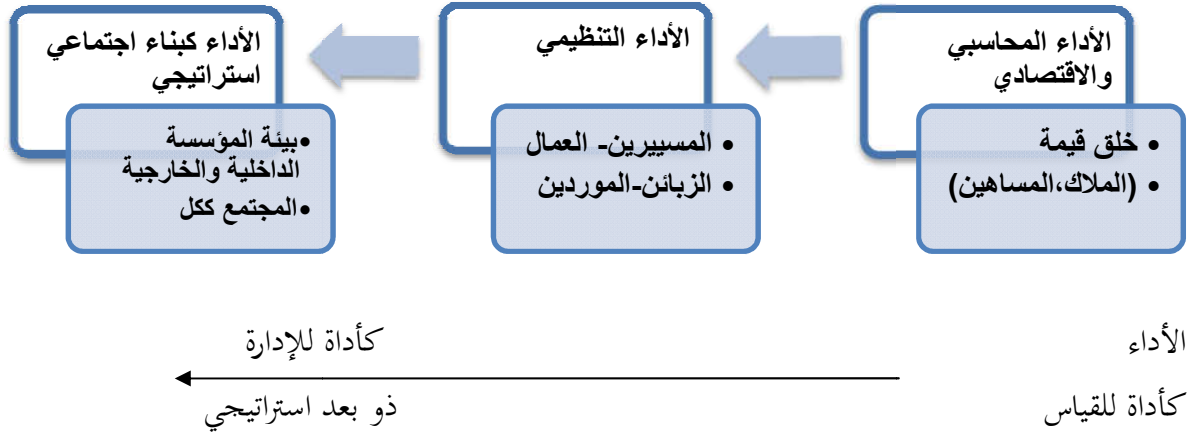 الأداء المحاسبي
والاقتصادي
• خلق قيمة
• (الملاك،المساهين)
الأداء التنظيمي
• المسييرين- العمال
• الزبائن-الموردين
الأداء كبناء اجتماعي
استراتيجي
•بيئة المؤسسة
الداخلية والخارجية
•المجتمع ككل
الأداء
كأداة للإدارة
كأداة للقياس
ذو بعد استراتيجي